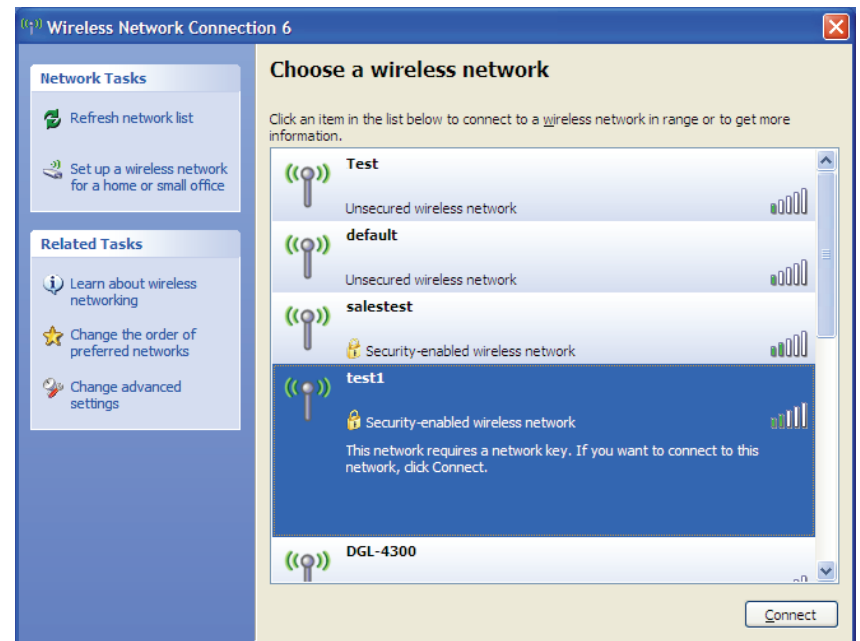 Wireless Network Connection 6
Network Tasks
Refresh network list
Set up a wireless network
for a home or small office
Related Tasks
Learn about wireless
networking
Change the order of
preferred networks
Change advanced
settings
Choose a wireless network
Click an item in the list below to connect to a wireless network in range or to get more
information.
Test
Unsecured wireless network
default
Unsecured wireless network
salestest
Security-enabled wireless network
test1
Security-enabled wireless network
This network requires a network key. If you want to connect to this
network, click Connect.
DGL-4300
Connect